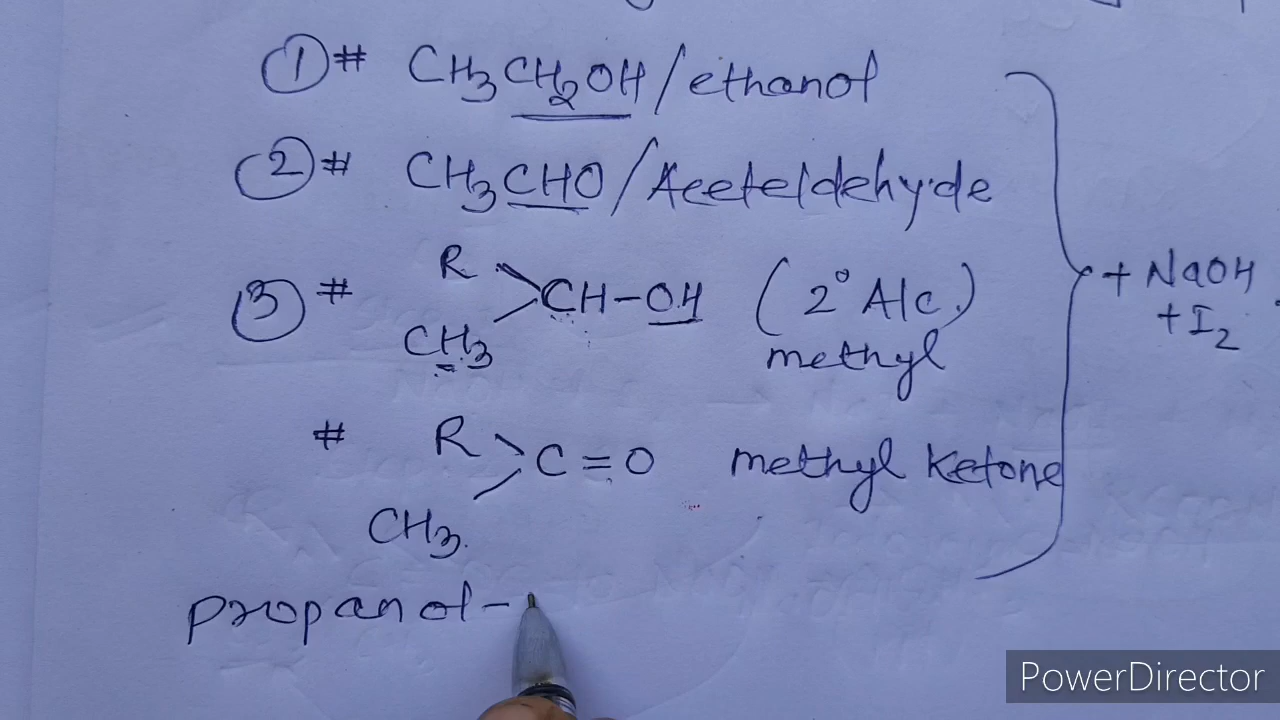 ① # CH3CH2OH/ethanol
② # CH3CHO/Aceteldehyde
③ # R
CH3 >CH-OH (2° Alc.)
methyl
# R
CH3. >C=O methyl Ketone
+ NaOH
+ I2
propanol-
PowerDirector